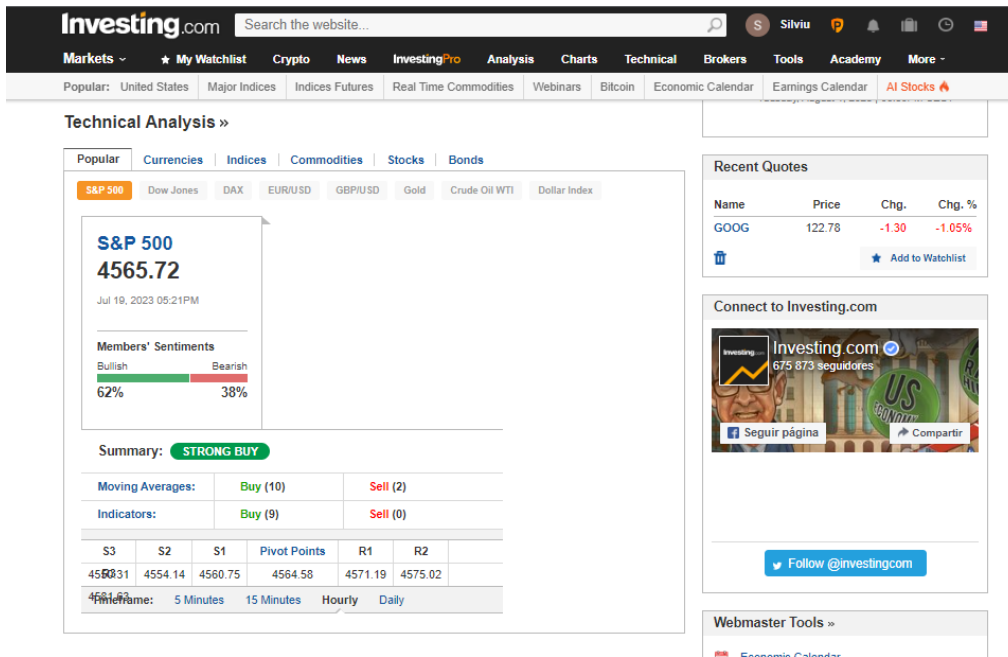 Investing.com
Search the website...
S
Silviu
Markets
My Watchlist
Crypto
News
InvestingPro
Analysis
Charts
Technical
Brokers
Tools
Academy
More
Popular:
United States
Major Indices
Indices Futures
Real Time Commodities
Webinars
Bitcoin
Economic Calendar
Earnings Calendar
AI Stocks
Technical Analysis »
Popular
Currencies
Indices
Commodities
Stocks
Bonds
S&P 500
Dow Jones
DAX
EUR/USD
GBP/USD
Gold
Crude Oil WTI
Dollar Index
S&P 500
4565.72
Jul 19, 2023 05:21PM
Members' Sentiments
Bullish Bearish
62% 38%
Summary: STRONG BUY
Moving Averages: Buy (10) Sell (2)
Indicators: Buy (9) Sell (0)
S3 S2 S1 Pivot Points R1 R2
R3
4554.14 4560.75 4564.58 4571.19 4575.02
Timeframe: 5 Minutes 15 Minutes Hourly Daily
Recent Quotes
Name Price Chg. Chg. %
GOOG 122.78 -1.30 -1.05%
Add to Watchlist
Connect to Investing.com
Investing.com
Investing.com
675 873 seguidores
US
ECONOMY
Seguir página
Compartir
Follow @investingcom
Webmaster Tools »
Economic Calendar